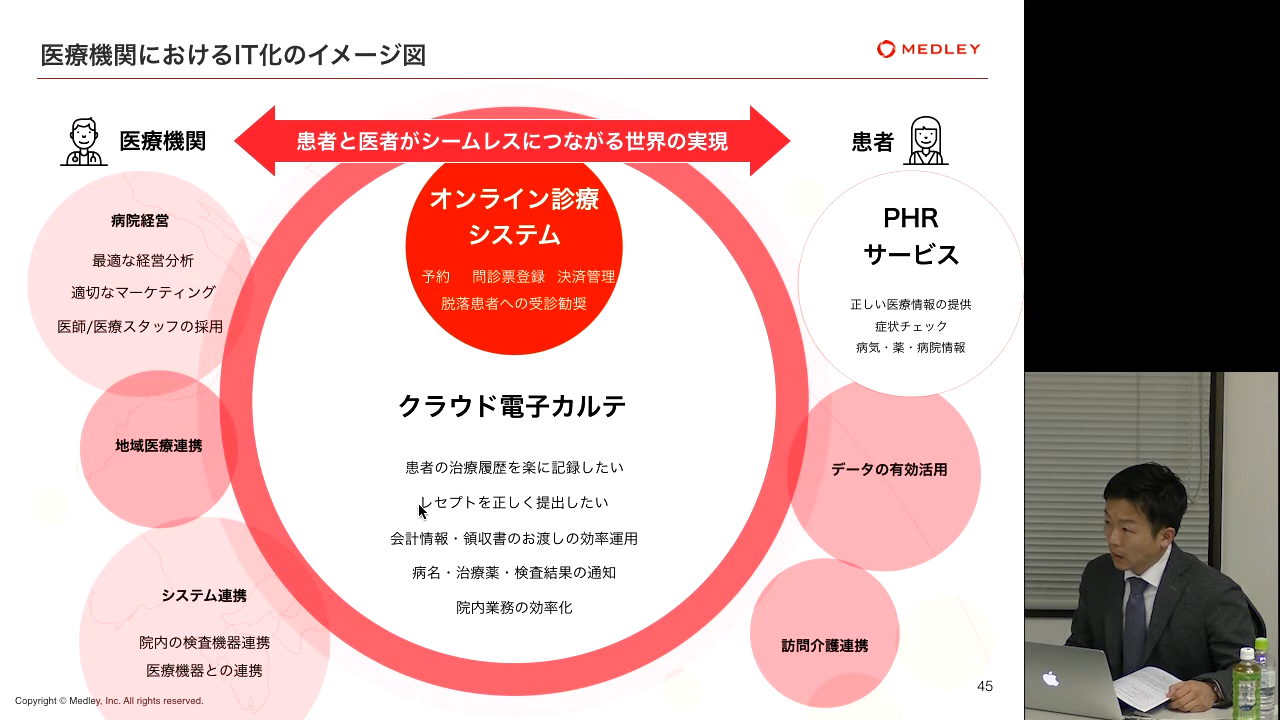 医療機関におけるIT化のイメージ図
MEDLEY
医療機関
患者と医者がシームレスにつながる世界の実現
患者
病院経営
最適な経営分析
適切なマーケティング
医師/医療スタッフの採用
地域医療連携
システム連携
院内の検査機器連携
医療機器との連携
オンライン診療
システム
予約 問診票登録 決済管理
脱落患者への受診勧奨
クラウド電子カルテ
患者の治療履歴を楽に記録したい
レセプトを正しく提出したい
会計情報・領収書のお渡しの効率運用
病名・治療薬・検査結果の通知
院内業務の効率化
PHR
サービス
正しい医療情報の提供
症状チェック
病気・薬・病院情報
データの有効活用
訪問介護連携
45
Copyright © Medley, Inc. All rights reserved.